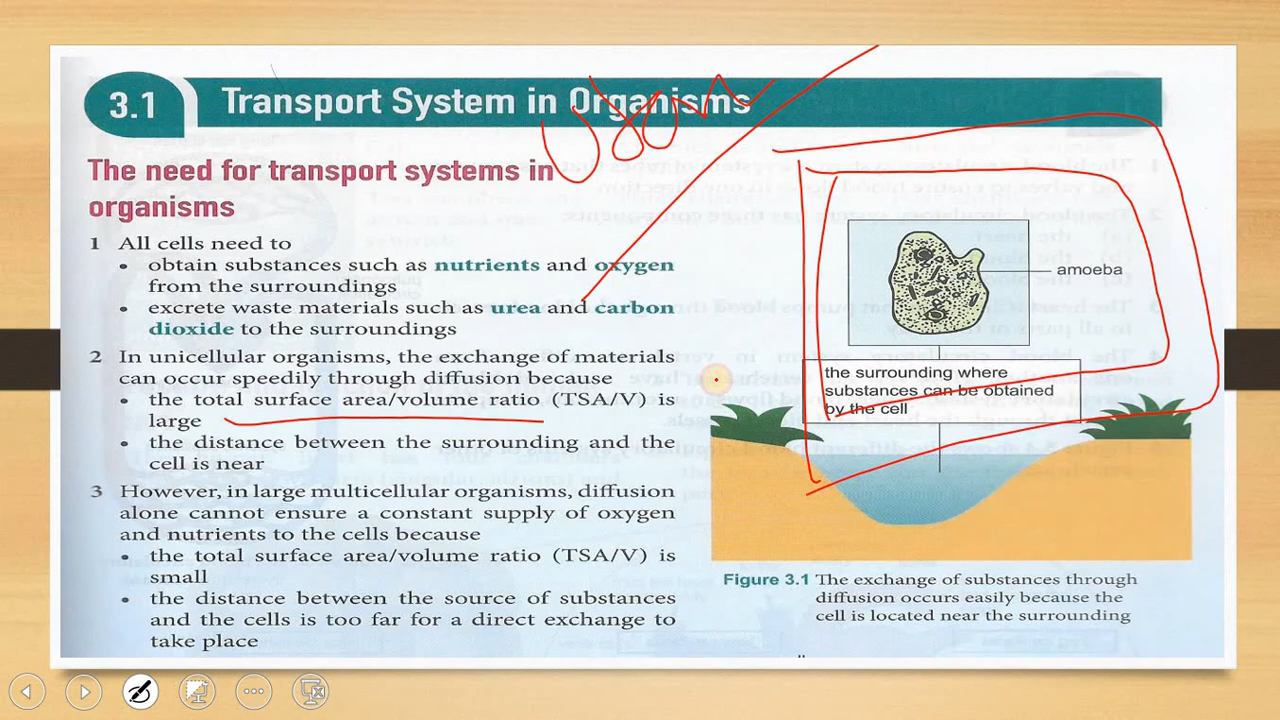 3.1 Transport System in Organisms
The need for transport systems in
organisms
1 All cells need to
• obtain substances such as nutrients and oxygen
from the surroundings
• excrete waste materials such as urea and carbon
dioxide to the surroundings
2 In unicellular organisms, the exchange of materials
can occur speedily through diffusion because
• the total surface area/volume ratio (TSA/V) is
large
• the distance between the surrounding and the
cell is near
3 However, in large multicellular organisms, diffusion
alone cannot ensure a constant supply of oxygen
and nutrients to the cells because
• the total surface area/volume ratio (TSA/V) is
small
• the distance between the source of substances
and the cells is too far for a direct exchange to
take place
amoeba
the surrounding where
substances can be obtained
by the cell
Figure 3.1 The exchange of substances through
diffusion occurs easily because the
cell is located near the surrounding